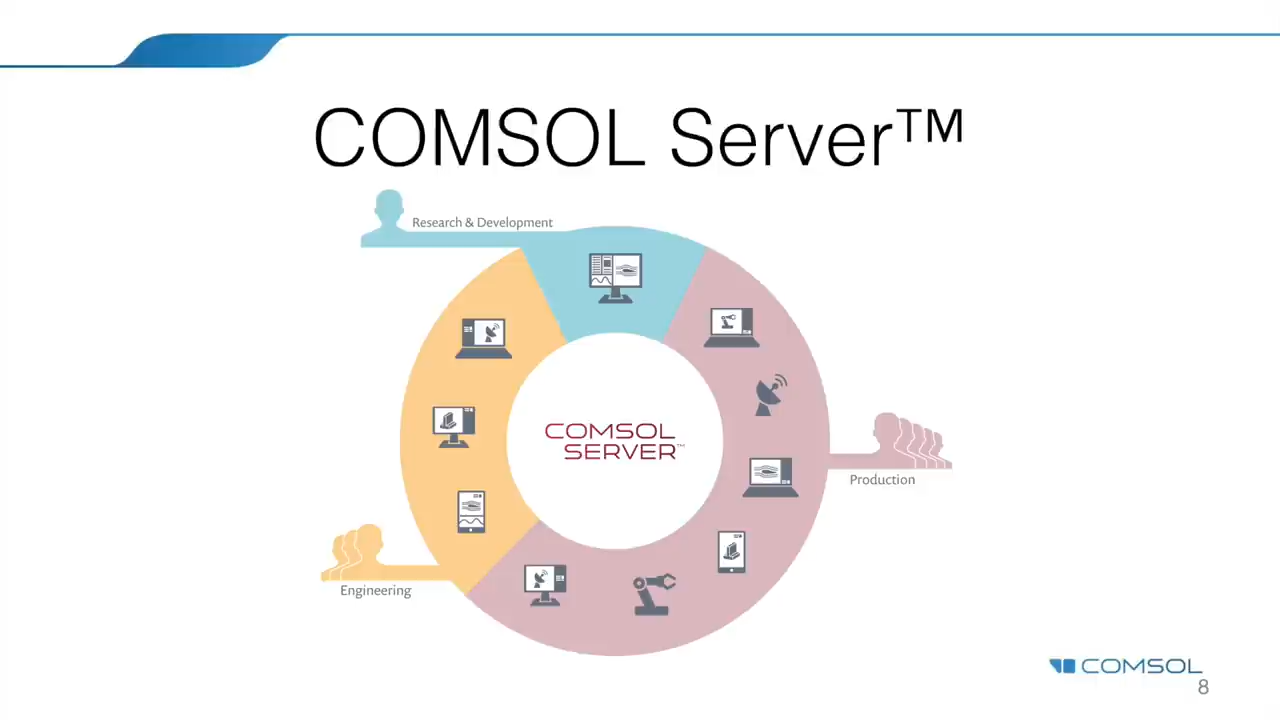 COMSOL Server™
Research & Development
COMSOL
SERVER™
Production
Engineering
COMSOL
8